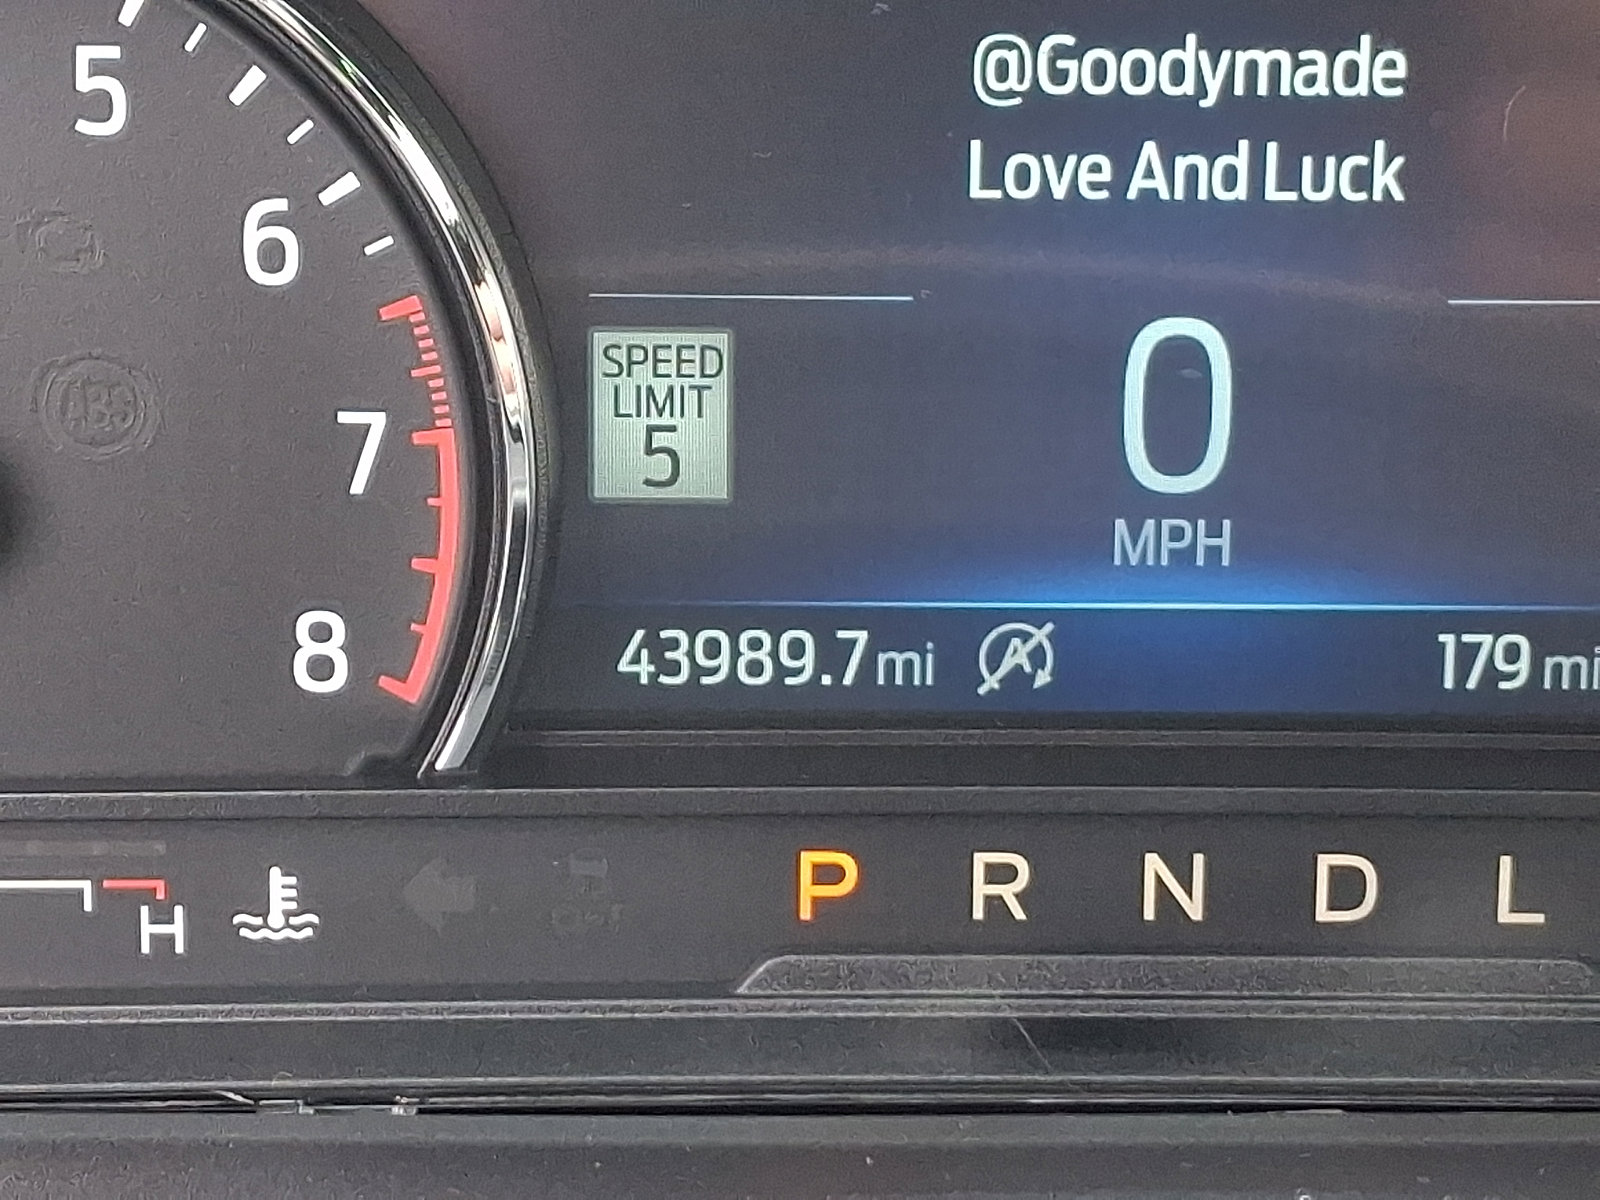 @Goodymade
Love And Luck
5
6
7
8
SPEED
LIMIT
5
0
MPH
43989.7 mi
A
179 mi
H
P R N D L